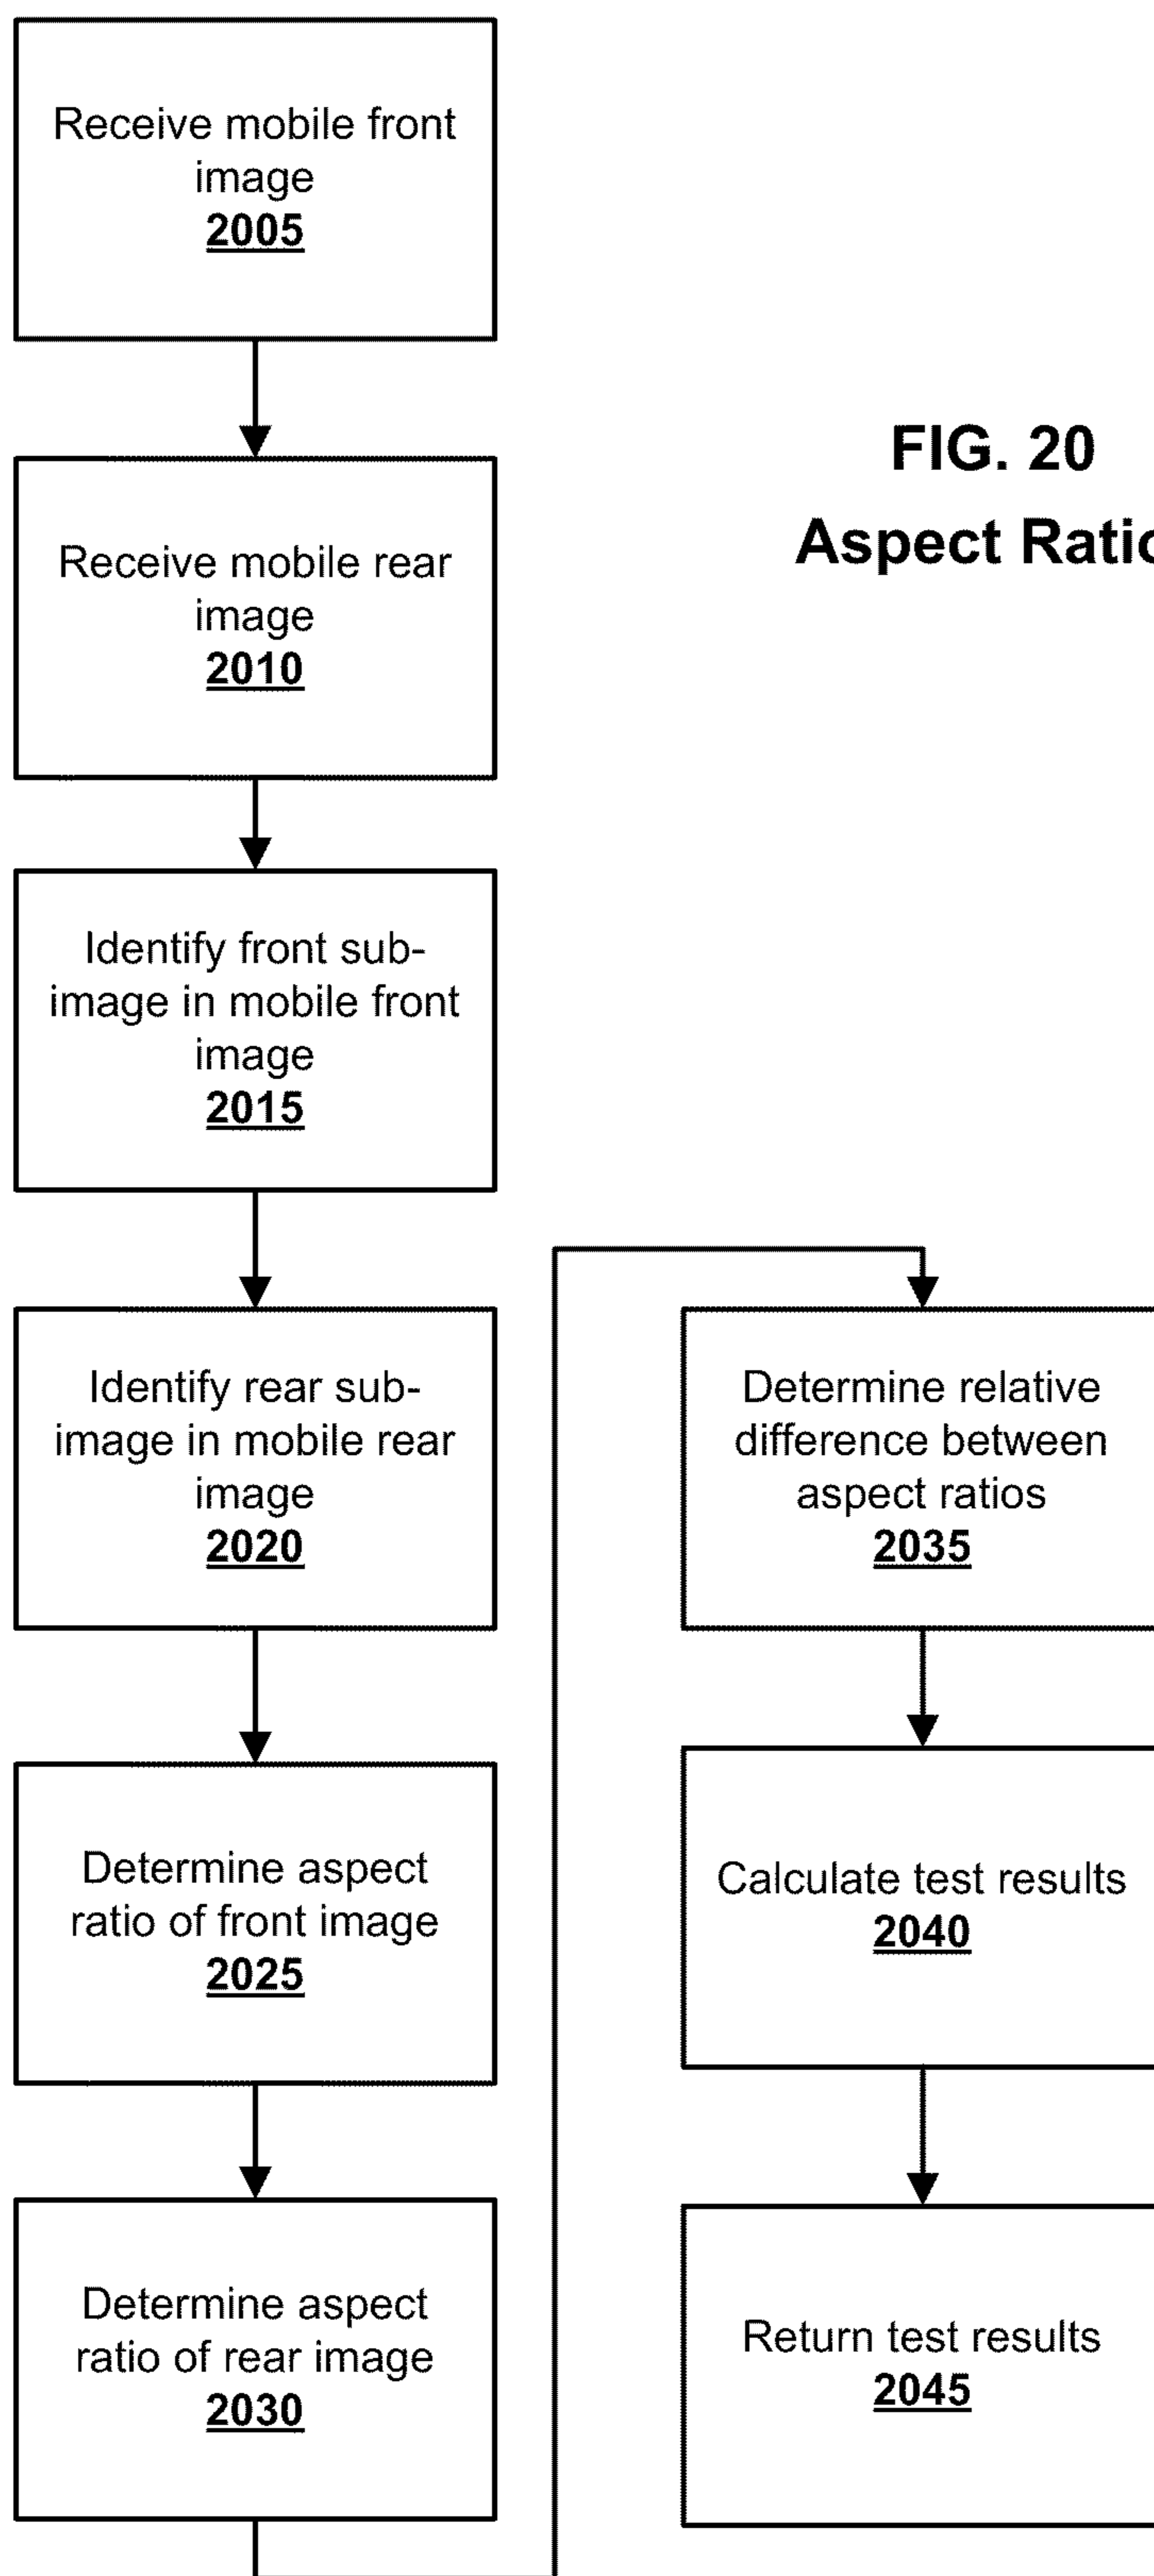 Receive mobile front
image
2005
Receive mobile rear
image
2010
Identify front sub-
image in mobile front
image
2015
Identify rear sub-
image in mobile rear
image
2020
Determine aspect
ratio of front image
2025
Determine aspect
ratio of rear image
2030
FIG. 20
Aspect Ratio
Determine relative
difference between
aspect ratios
2035
Calculate test results
2040
Return test results
2045